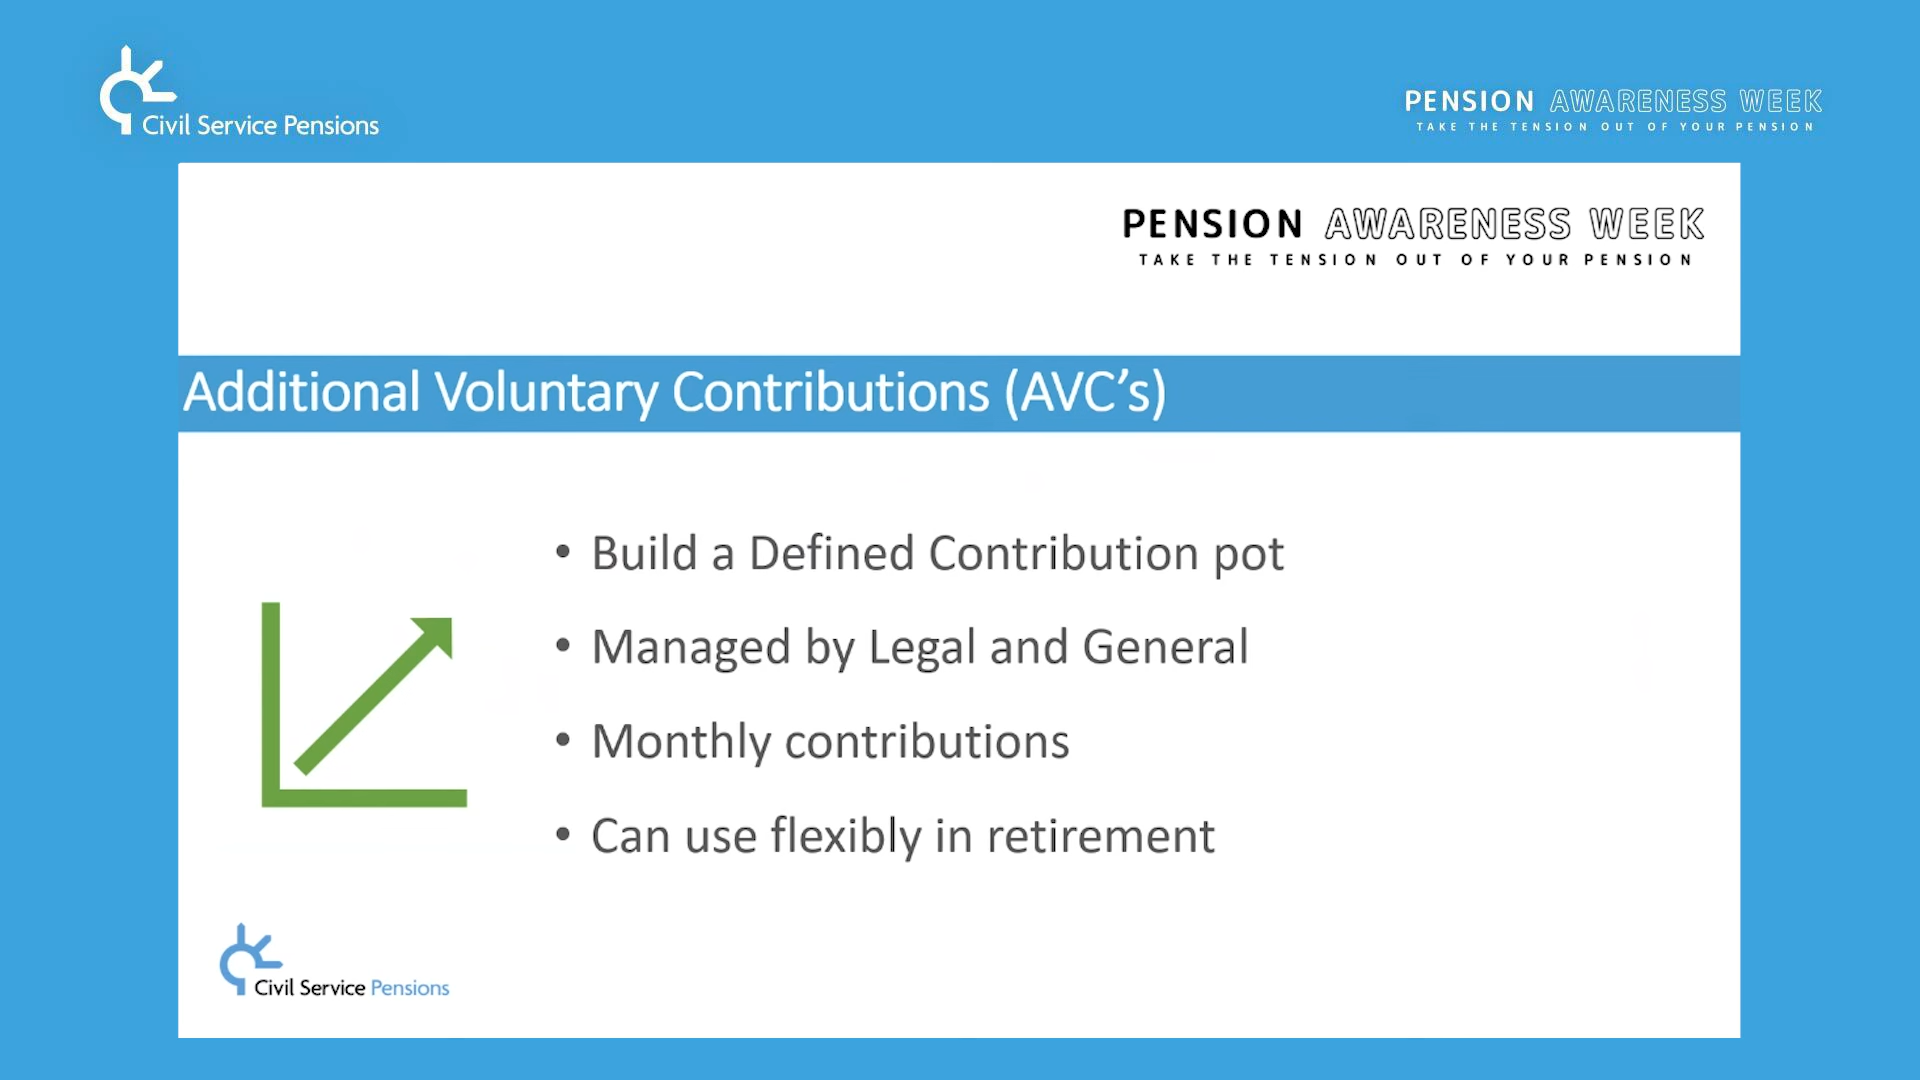 Civil Service Pensions
PENSION AWARENESS WEEK
TAKE THE TENSION OUT OF YOUR PENSION
PENSION AWARENESS WEEK
TAKE THE TENSION OUT OF YOUR PENSION
Additional Voluntary Contributions (AVC’s)
• Build a Defined Contribution pot
• Managed by Legal and General
• Monthly contributions
• Can use flexibly in retirement
Civil Service Pensions